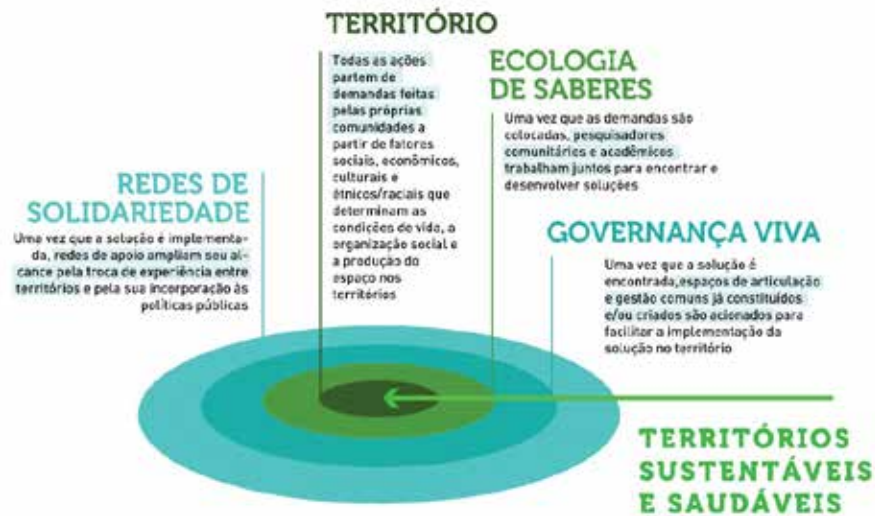 TERRITÓRIO
Todas as ações
partem de
demandas feitas
pelas próprias
comunidades a
partir de fatores
sociais, econômicos,
culturais e
étnicos/raciais que
determinam as
condições de vida, a
organização social e
a produção do
espaço nos
territórios
ECOLOGIA
DE SABERES
Uma vez que as demandas são
colocadas, pesquisadores
comunitários e acadêmicos
trabalham juntos para encontrar e
desenvolver soluções
REDES DE
SOLIDARIEDADE
Uma vez que a solução é implementa-
da, redes de apoio ampliam seu al-
cance pela troca de experiência entre
territórios e pela sua incorporação às
políticas públicas
GOVERNANÇA VIVA
Uma vez que a solução é
encontrada,espaços de articulação
e gestão comuns já constituídos
e/ou criados são acionados para
facilitar a implementação da
solução no território
TERRITÓRIOS
SUSTENTÁVEIS
E SAUDÁVEIS